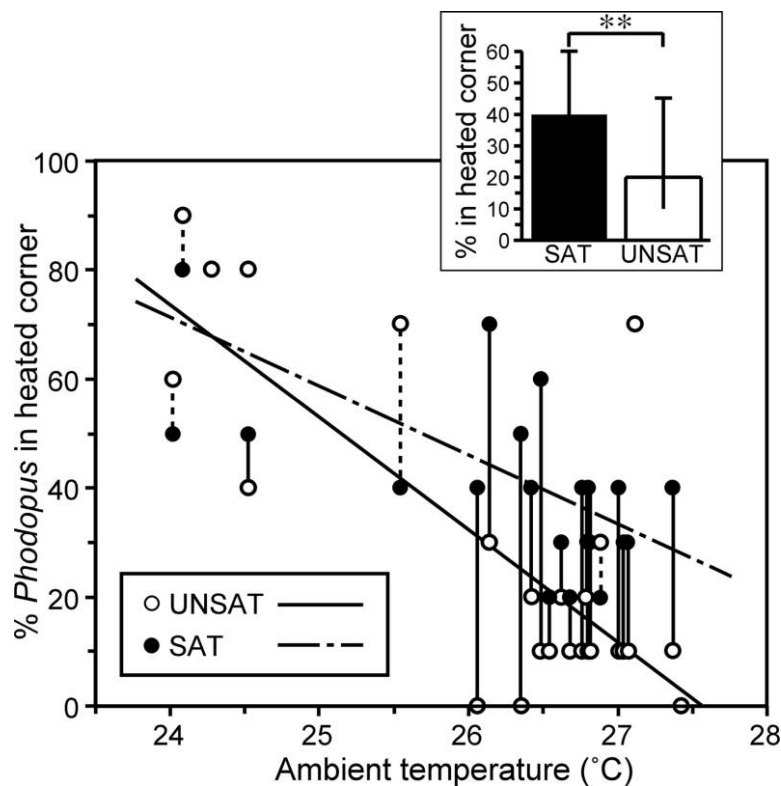 **
% in heated corner
60
50
40
30
20
10
0
SAT
UNSAT
% Phodopus in heated corner
100
80
60
40
20
0
UNSAT
SAT
24
25
26
27
28
Ambient temperature (˚C)